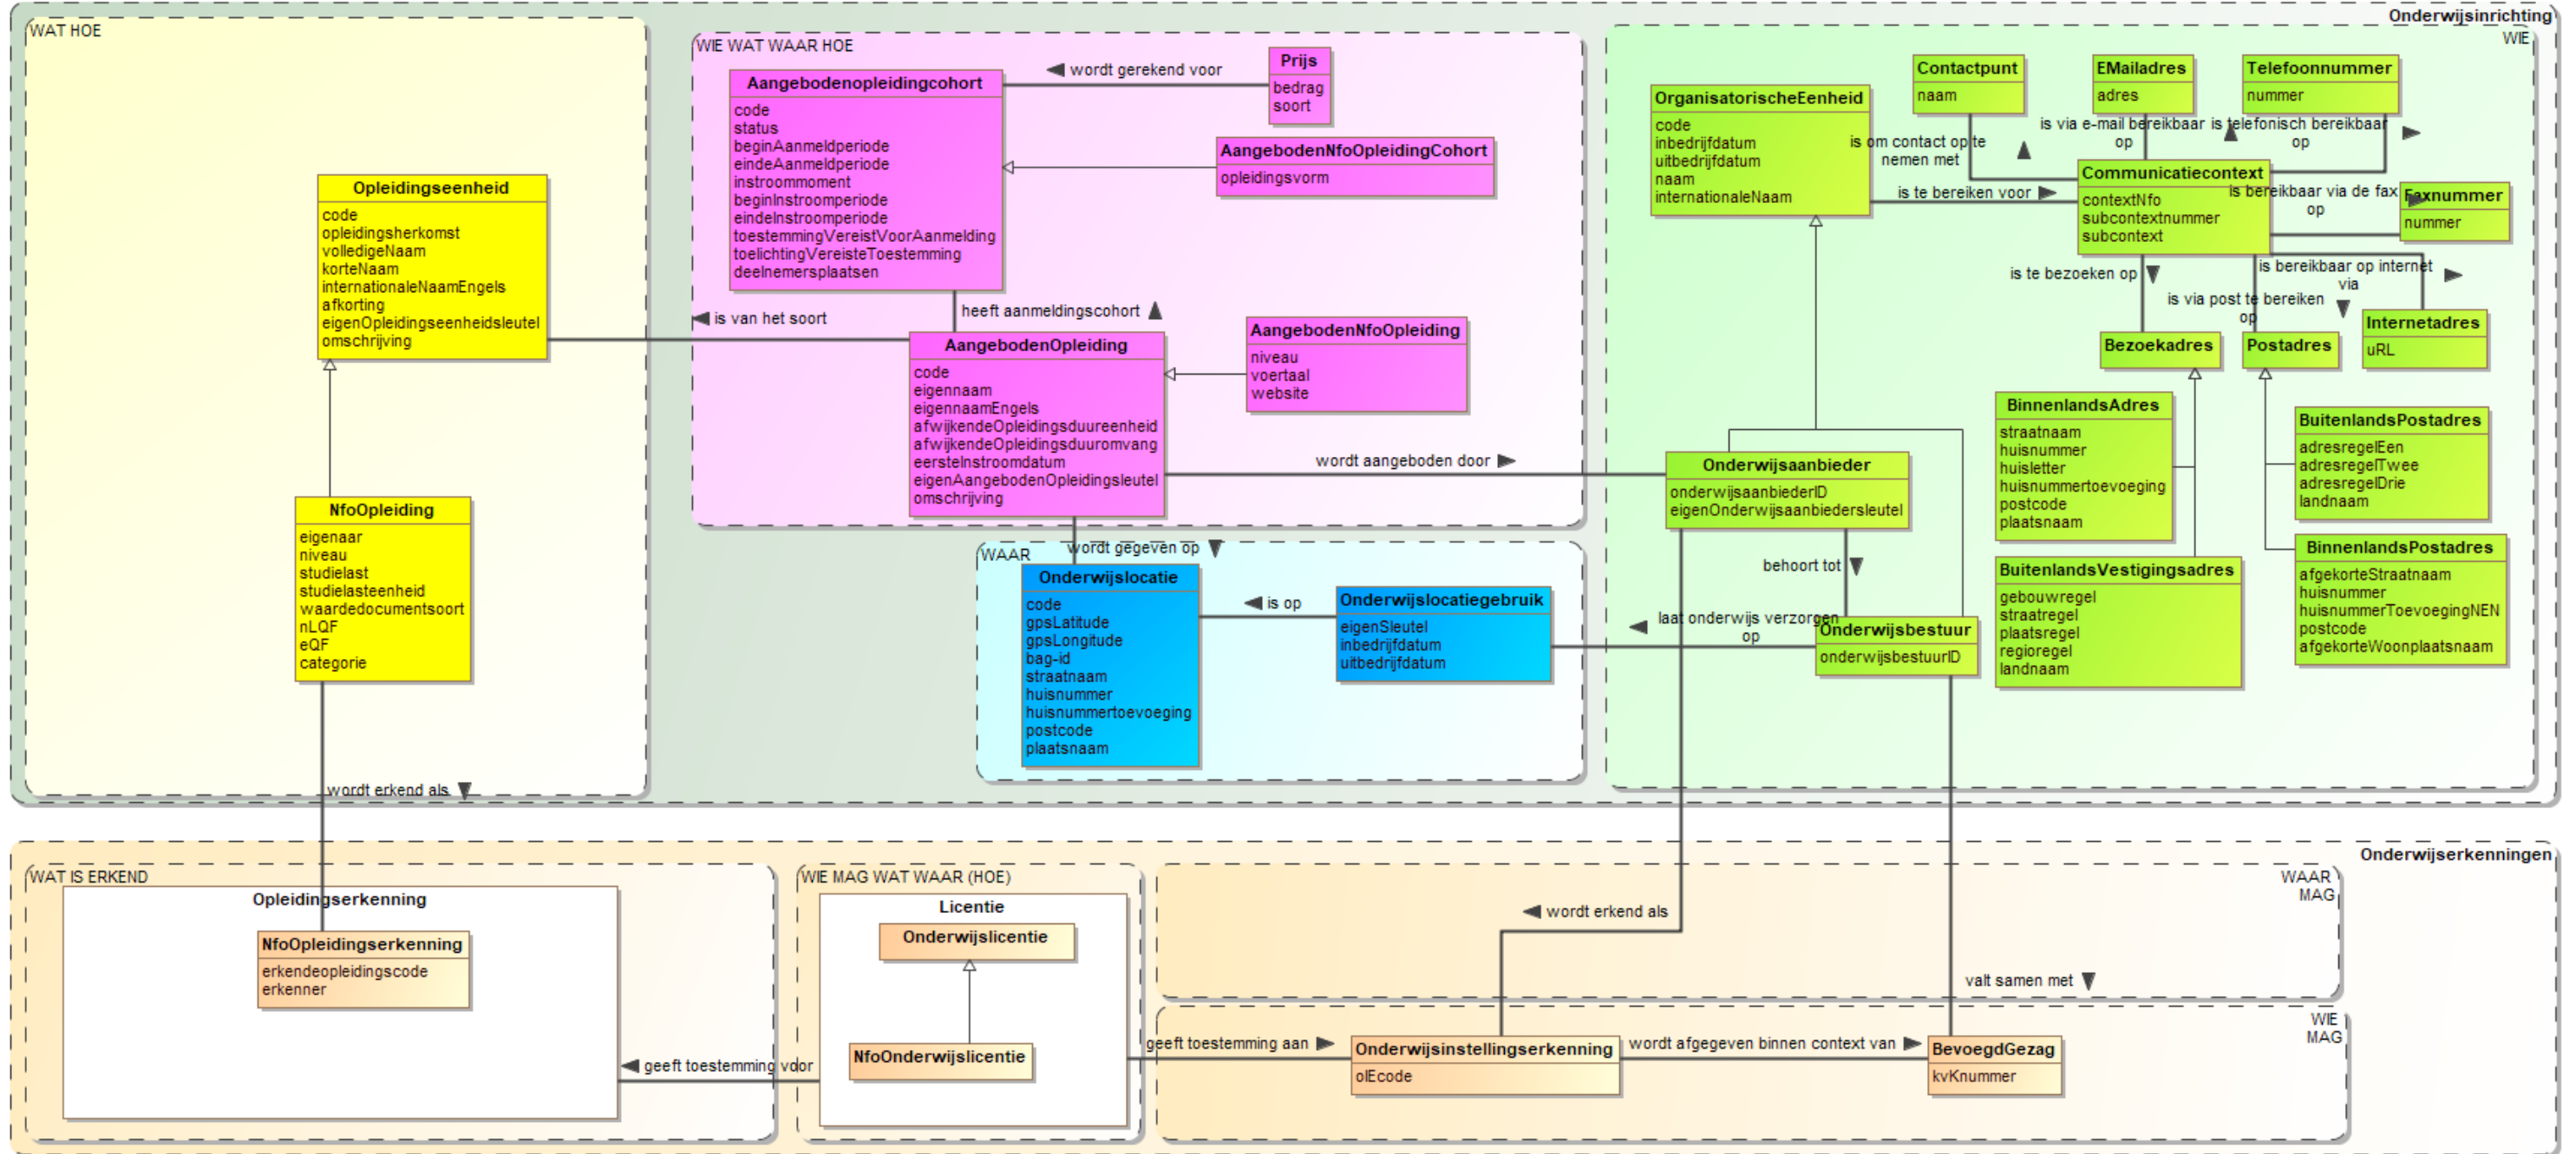 Onderwijsinrichting
WAT HOE
Opleidingseenheid
code
opleidingsherkomst
volledigeNaam
korteNaam
internationaleNaamEngels
afkorting
eigenOpleidingseenheidsleutel
omschrijving
NfoOpleiding
eigenaar
niveau
studielast
studielasteenheid
waardedocumentsoort
nLQF
eQF
categorie
wordt erkend als
WIE WAT WAAR HOE
Aangebodenopleidingcohort
code
status
beginAanmeldperiode
eindeAanmeldperiode
instroommoment
beginInstroomperiode
eindeInstroomperiode
toestemmingVereistVoorAanmelding
toelichtingVereisteToestemming
deelnemersplaatsen
wordt gerekend voor
Prijs
bedrag
soort
AangebodenNfoOpleidingCohort
opleidingsvorm
is van het soort
heeft aanmeldingscohort
AangebodenOpleiding
code
eigennaam
eigennaamEngels
afwijkendeOpleidingsduureenheid
afwijkendeOpleidingsduuromvang
eersteInstroomdatum
eigenAangebodenOpleidingsleutel
omschrijving
AangebodenNfoOpleiding
niveau
voertaal
website
wordt aangeboden door
WAAR
wordt gegeven op
Onderwijslocatie
code
gpsLatitude
gpsLongitude
bag-id
straatnaam
huisnummer
huisnummertoevoeging
postcode
plaatsnaam
is op
Onderwijslocatiegebruik
eigenSleutel
inbedrijfdatum
uitbedrijfdatum
laat onderwijs verzorgen
op
WIE
OrganisatorischeEenheid
code
inbedrijfdatum
uitbedrijfdatum
naam
internationaleNaam
Contactpunt
naam
EMailadres
adres
Telefoonnummer
nummer
is om contact op te
nemen met
is via e-mail bereikbaar
op
is telefonisch bereikbaar
op
is te bereiken voor
Communicatiecontext
contextNfo
subcontextnummer
subcontext
is bereikbaar via de fax
op
Faxnummer
nummer
is te bezoeken op
is via post te bereiken
op
is bereikbaar op internet
via
Bezoekadres
Postadres
Internetadres
uRL
BinnenlandsAdres
straatnaam
huisnummer
huisletter
huisnummertoevoeging
postcode
plaatsnaam
BuitenlandsPostadres
adresregelEen
adresregelTwee
adresregelDrie
landnaam
BuitenlandsVestigingsadres
gebouwregel
straatregel
plaatsregel
regioregel
landnaam
BinnenlandsPostadres
afgekorteStraatnaam
huisnummer
huisnummerToevoegingNEN
postcode
afgekorteWoonplaatsnaam
Onderwijsaanbieder
onderwijsaanbiederID
eigenOnderwijsaanbiedersleutel
behoort tot
Onderwijsbestuur
onderwijsbestuurID
Onderwijserkenningen
WAT IS ERKEND
Opleidingserkenning
NfoOpleidingserkenning
erkendeopleidingscode
erkenner
geeft toestemming voor
WIE MAG WAT WAAR (HOE)
Licentie
Onderwijslicentie
NfoOnderwijslicentie
WAAR
MAG
wordt erkend als
valt samen met
WIE
MAG
geeft toestemming aan
Onderwijsinstellingserkenning
oIEcode
wordt afgegeven binnen context van
BevoegdGezag
kvKnummer